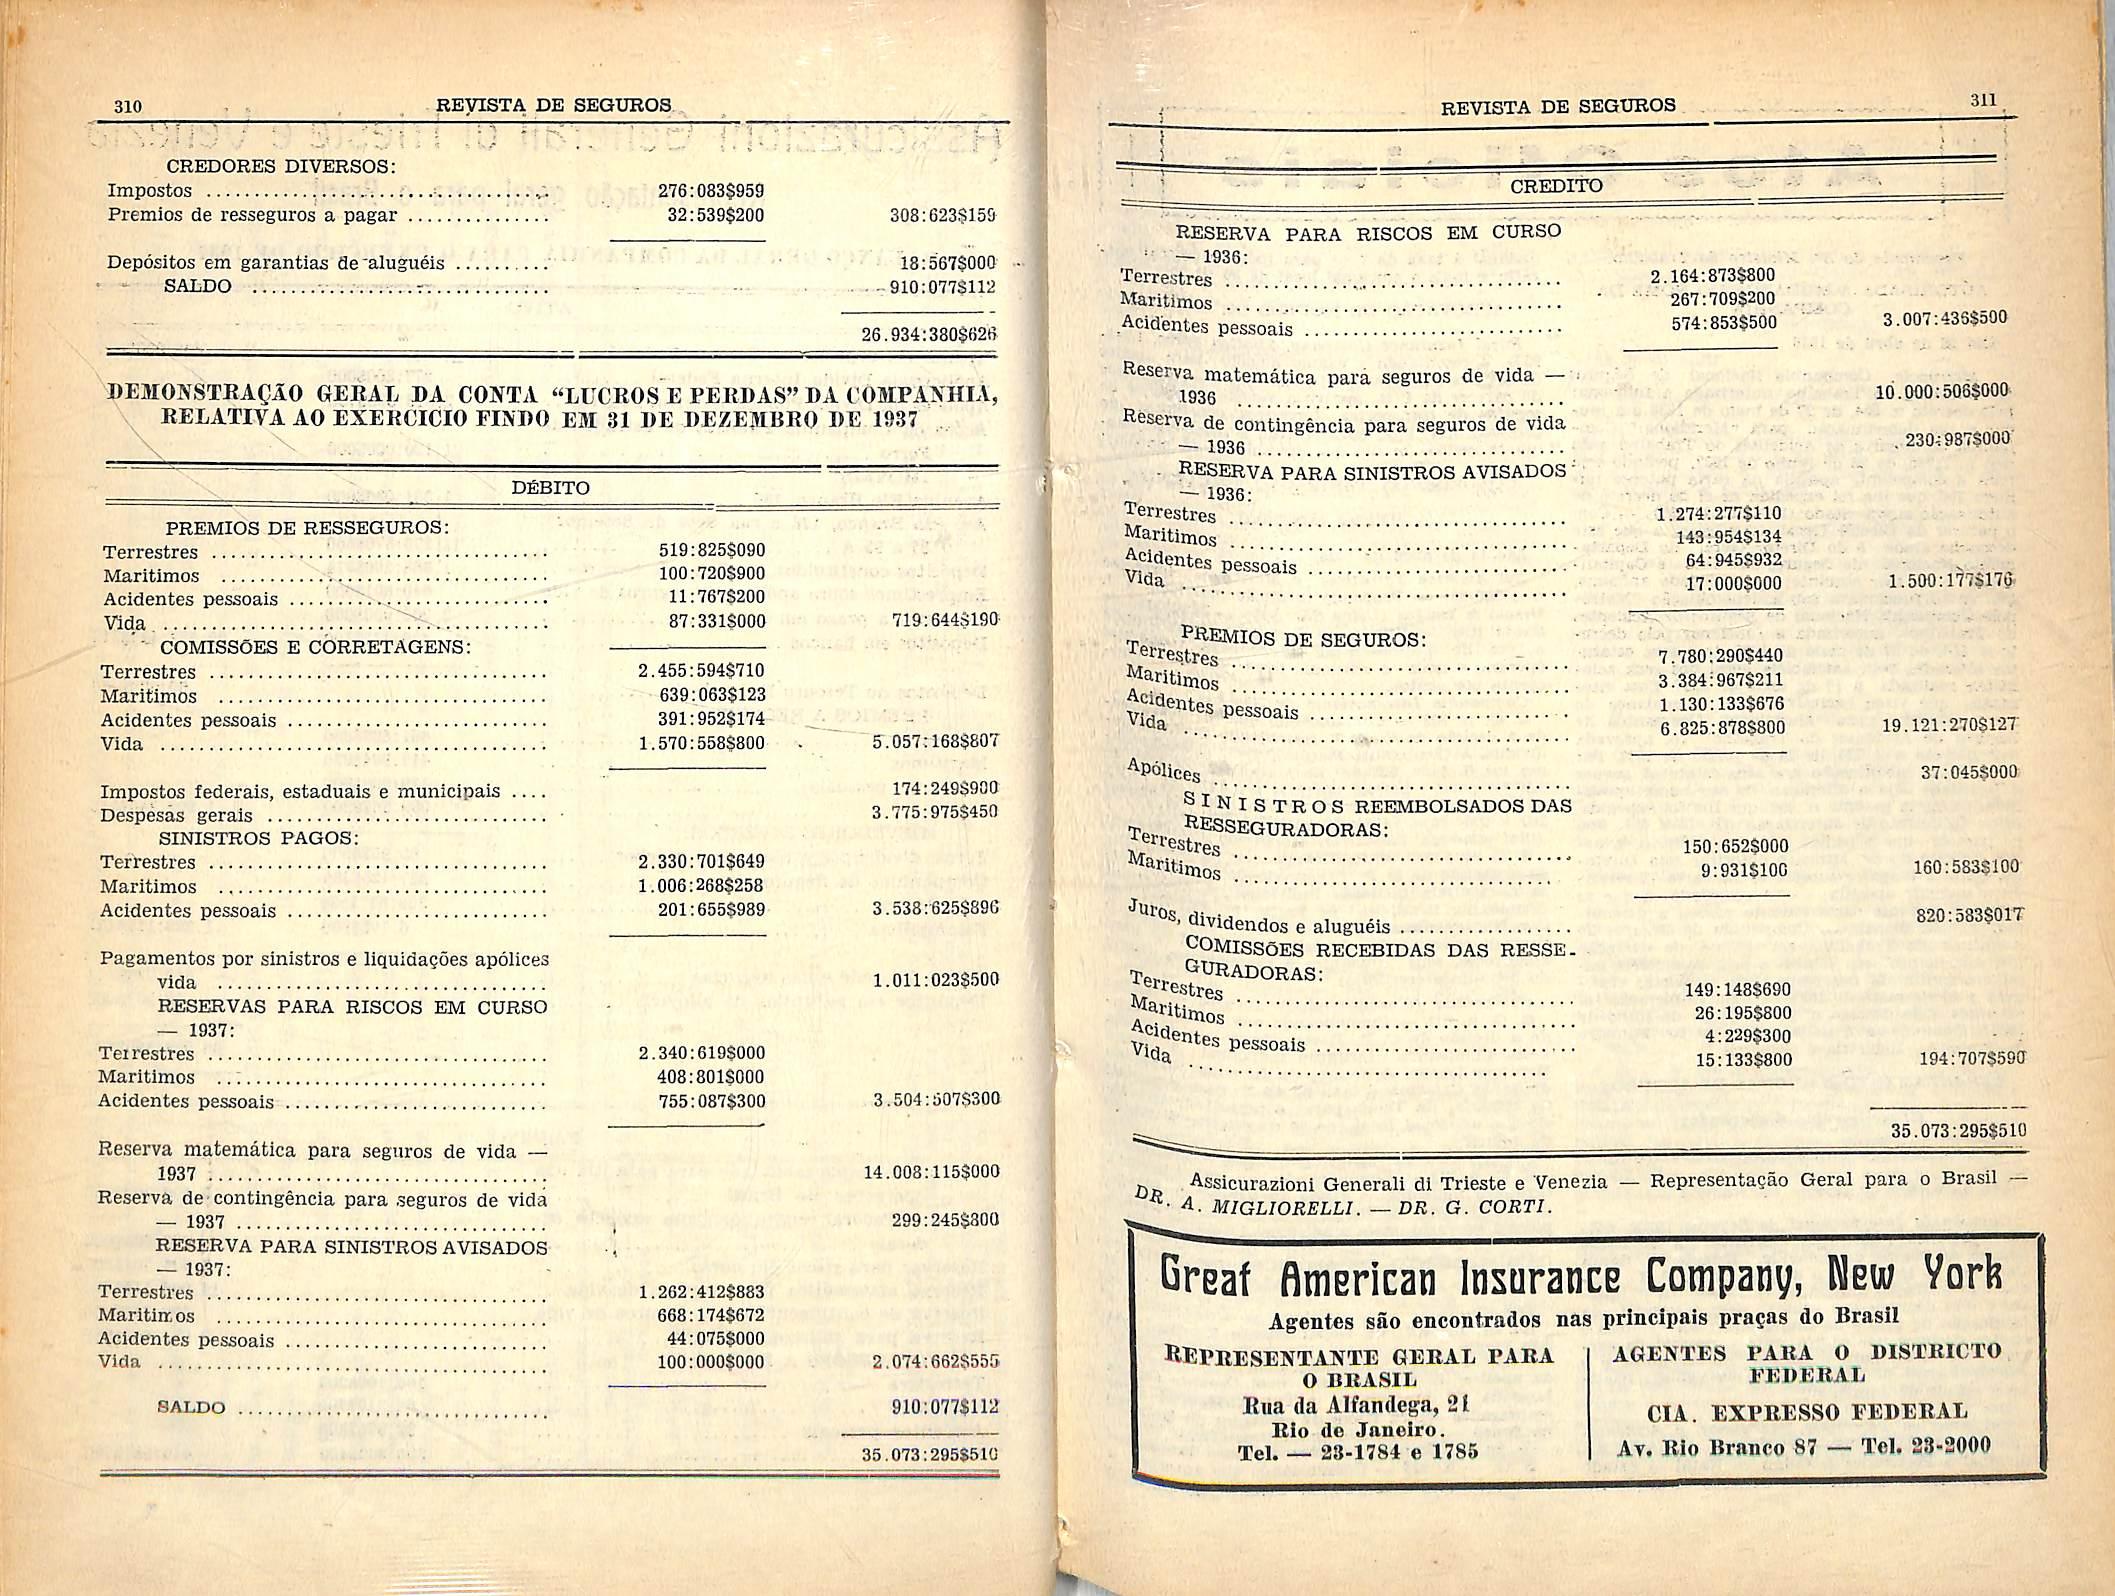 310 REVISTA DE SEGUROS
CREDORES DIVERSOS:
Impostos 276:083$959
Premios de resseguros a pagar 32:539$200 308:623$159
Depósitos em garantias de aluguéis 18:567$000
SALDO 910:077$112
26.934:380$626
DEMONSTRAÇÃO GERAL DA CONTA “LUCROS E PERDAS” DA COMPANHIA,
RELATIVA AO EXERCICIO FINDO EM 31 DE DEZEMBRO DE 1937
DÉBITO
PREMIOS DE RESSEGUROS:
Terrestres 519:825$090
Maritimos 100:720$900
Acidentes pessoais 11:767$200
Vida 87:331$000 719:644$190
COMISSÕES E CORRETAGENS:
Terrestres 2.455:594$710
Maritimos 639:063$123
Acidentes pessoais 391:952$174
Vida 1.570:558$800 5.057:168$807
Impostos federais, estaduais e municipais 174:249$900
Despesas gerais 3.775:975$450
SINISTROS PAGOS:
Terrestres 2.330:701$649
Maritimos 1.006:268$258
Acidentes pessoais 201:655$989 3.538:625$896
Pagamentos por sinistros e liquidações apólices
vida 1.011:023$500
RESERVAS PARA RISCOS EM CURSO
— 1937:
Terrestres 2.340:619$000
Maritimos 408:801$000
Acidentes pessoais 755:087$300 3.504:507$300
Reserva matemática para seguros de vida —
1937 14.008:115$000
Reserva de contingência para seguros de vida
— 1937 299:245$800
RESERVA PARA SINISTROS AVISADOS
— 1937:
Terrestres 1.262:412$883
Maritimos 668:174$672
Acidentes pessoais 44:075$000
Vida 100:000$000 2.074:662$555
SALDO 910:077$112
35.073:295$510
REVISTA DE SEGUROS 311
CREDITO
RESERVA PARA RISCOS EM CURSO
— 1936:
Terrestres 2.164:873$800
Maritimos 267:709$200
Acidentes pessoais 574:853$500 3.007:436$500
Reserva matemática para seguros de vida —
1936 10.000:506$000
Reserva de contingência para seguros de vida
— 1936 230:987$000
RESERVA PARA SINISTROS AVISADOS
— 1936:
Terrestres 1.274:277$110
Maritimos 143:954$134
Acidentes pessoais 64:945$932
Vida 17:000$000 1.500:177$176
PREMIOS DE SEGUROS:
Terrestres 7.780:290$440
Maritimos 3.384:967$211
Acidentes pessoais 1.130:133$676
Vida 6.825:878$800 19.121:270$127
Apólices 37:045$000
SINISTROS REEMBOLSADOS DAS
RESSEGURADORAS:
Terrestres 150:652$000
Maritimos 9:931$100 160:583$100
Juros, dividendos e aluguéis 820:583$017
COMISSÕES RECEBIDAS DAS RESSE-
GURADORAS:
Terrestres 149:148$690
Maritimos 26:195$800
Acidentes pessoais 4:229$300
Vida 15:133$800 194:707$590
35.073:295$510
Assicurazioni Generali di Trieste e Venezia — Representação Geral para o Brasil —
DR. A. MIGLIORELLI. — DR. G. CORTI.
Great American Insurance Company, New York
Agentes são encontrados nas principais praças do Brasil
REPRESENTANTE GERAL PARA
O BRASIL
Rua da Alfandega, 21
Rio de Janeiro.
Tel. — 23-1784 e 1785
AGENTES PARA O DISTRICTO
FEDERAL
CIA. EXPRESSO FEDERAL
Av. Rio Branco 87 — Tel. 23-2000